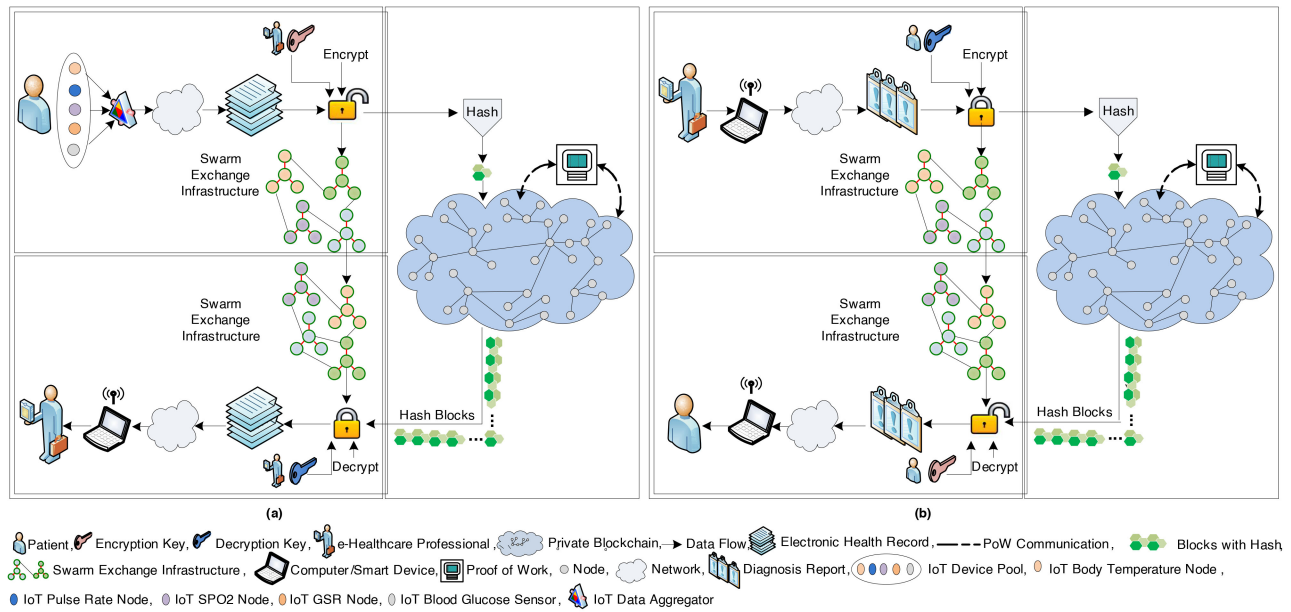 Encrypt
Hash
Swarm
Exchange
Infrastructure
Swarm
Exchange
Infrastructure
Hash Blocks
Decrypt
(a)
Encrypt
Hash
Swarm
Exchange
Infrastructure
Swarm
Exchange
Infrastructure
Hash Blocks
Decrypt
(b)
Patient, Encryption Key, Decryption Key, e-Healthcare Professional, Private Blockchain, Data Flow, Electronic Health Record, PoW Communication, Blocks with Hash,
Swarm Exchange Infrastructure, Computer/Smart Device, Proof of Work, Node, Network, Diagnosis Report, IoT Device Pool, IoT Body Temperature Node,
IoT Pulse Rate Node, IoT SPO2 Node, IoT GSR Node, IoT Blood Glucose Sensor, IoT Data Aggregator